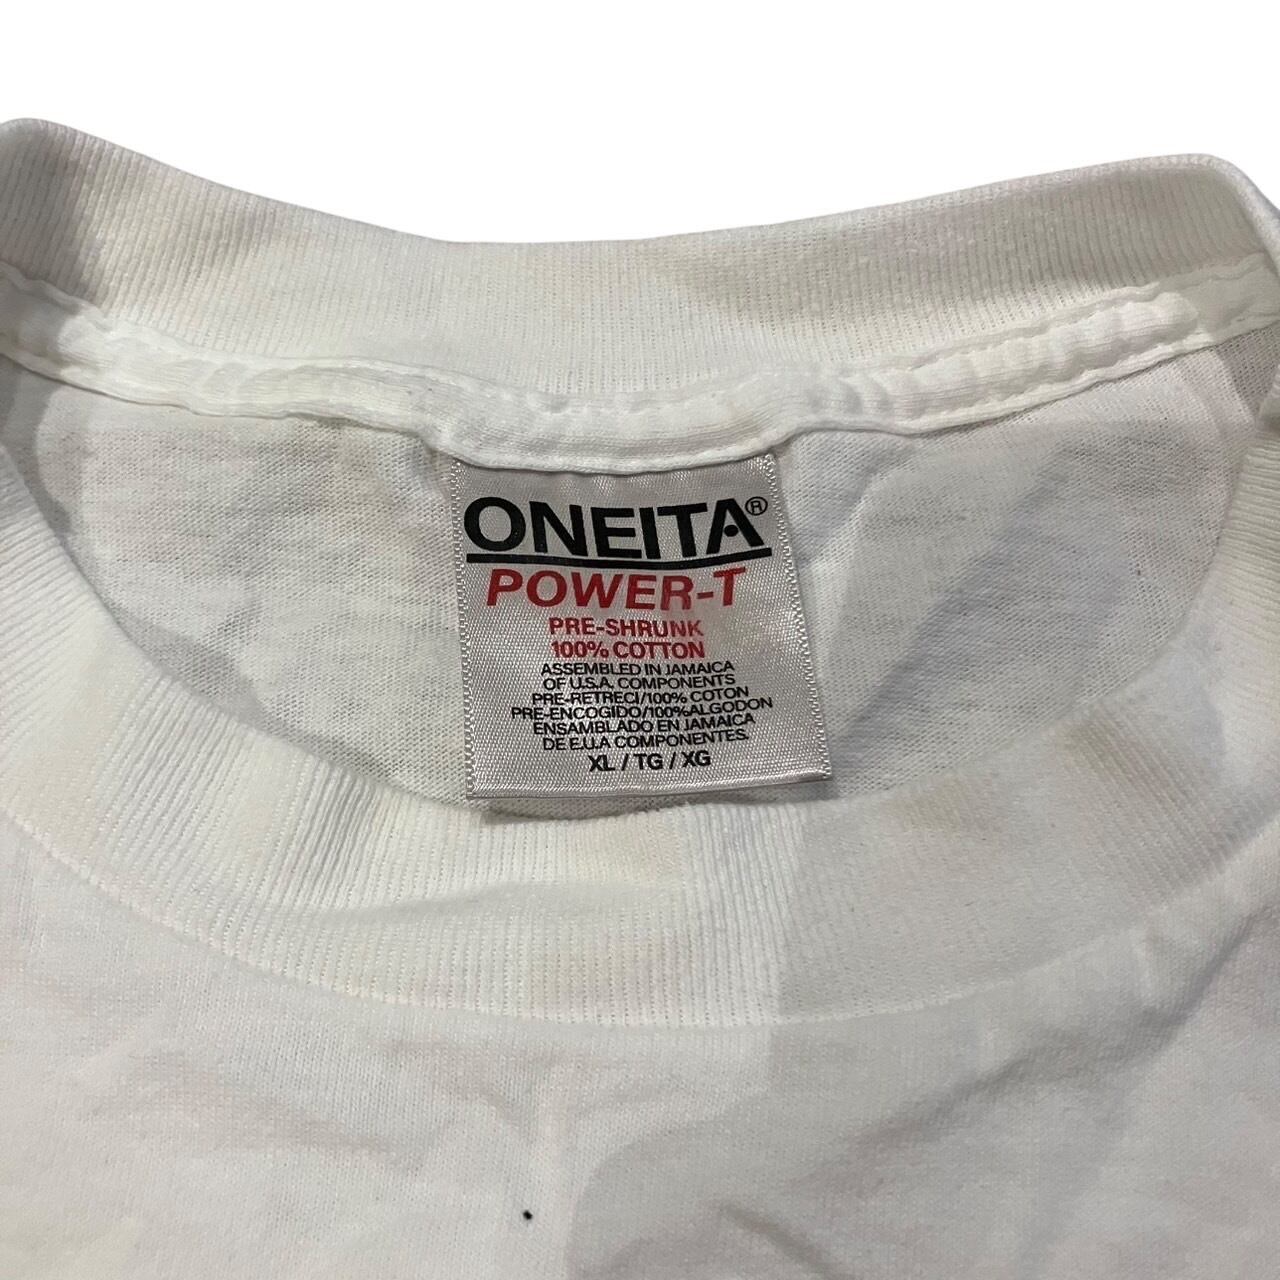 ONEITA®
POWER-T
PRE-SHRUNK
100% COTTON
ASSEMBLED IN JAMAICA
OF U.S.A. COMPONENTS
PRE-RETRECI/100% COTON
PRE-ENCOGIDO/100%ALGODON
ENSAMBLADO EN JAMAICA
DE E.U.A COMPONENTES.
XL / TG / XG